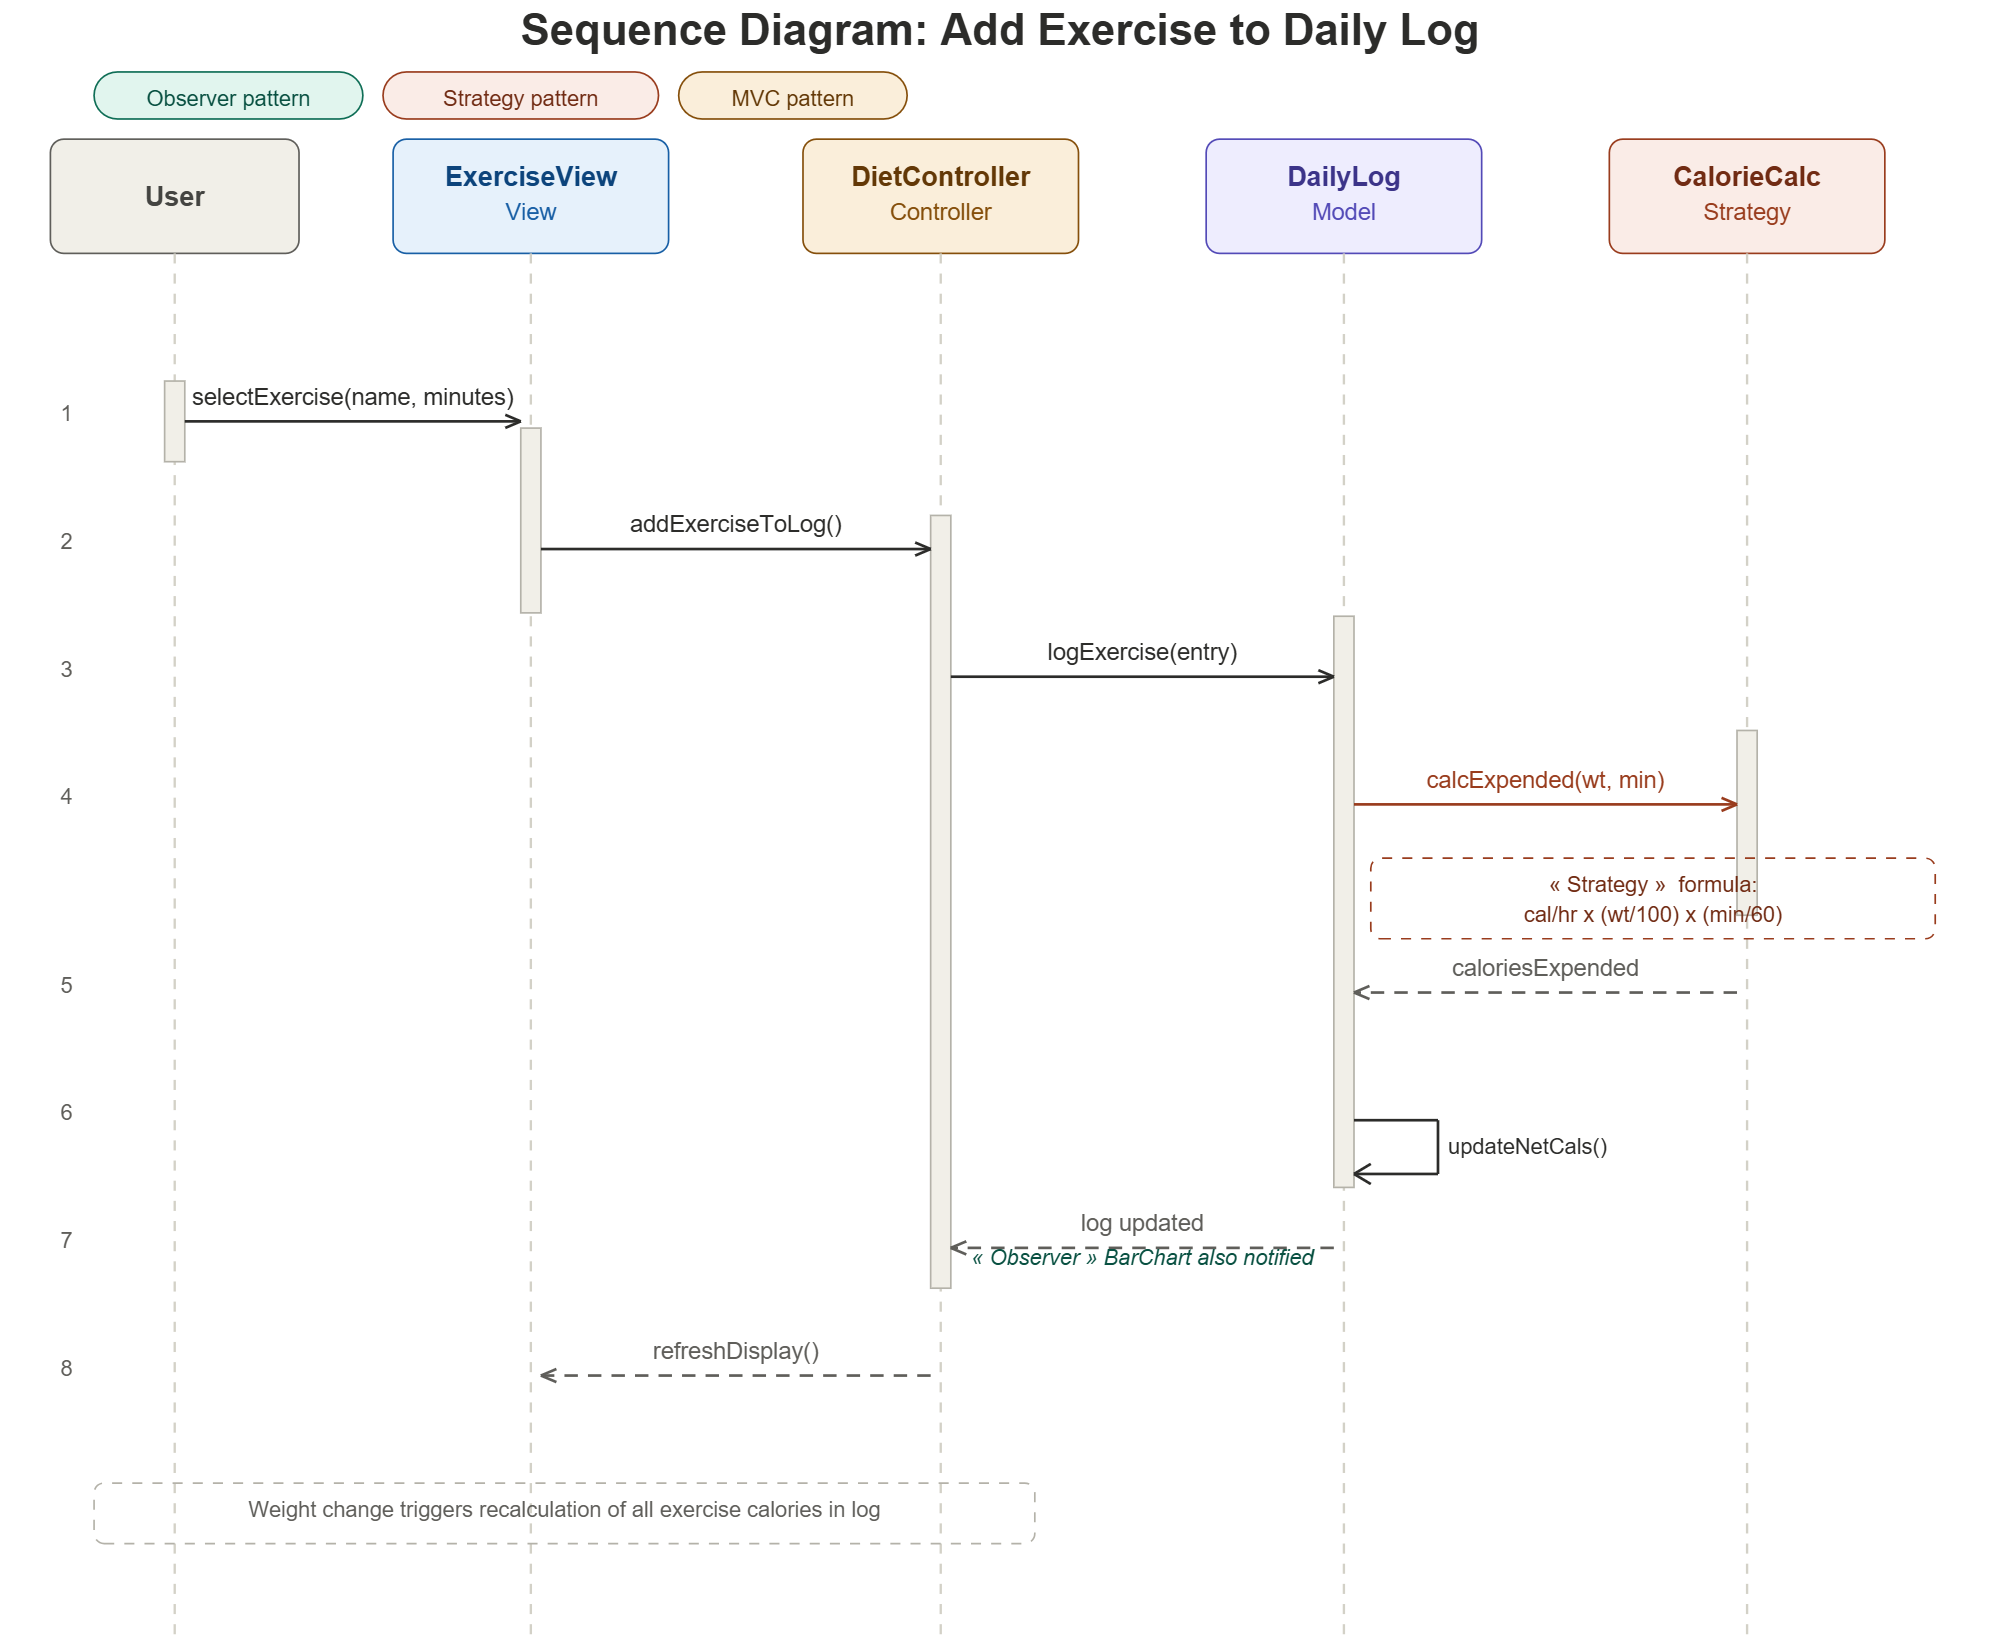 Sequence Diagram: Add Exercise to Daily Log
Observer pattern
Strategy pattern
MVC pattern
User
ExerciseView
View
DietController
Controller
DailyLog
Model
CalorieCalc
Strategy
1
selectExercise(name, minutes)
2
addExerciseToLog()
3
logExercise(entry)
4
calcExpended(wt, min)
« Strategy »  formula:
cal/hr x (wt/100) x (min/60)
5
caloriesExpended
6
updateNetCals()
7
log updated
« Observer » BarChart also notified
8
refreshDisplay()
Weight change triggers recalculation of all exercise calories in log